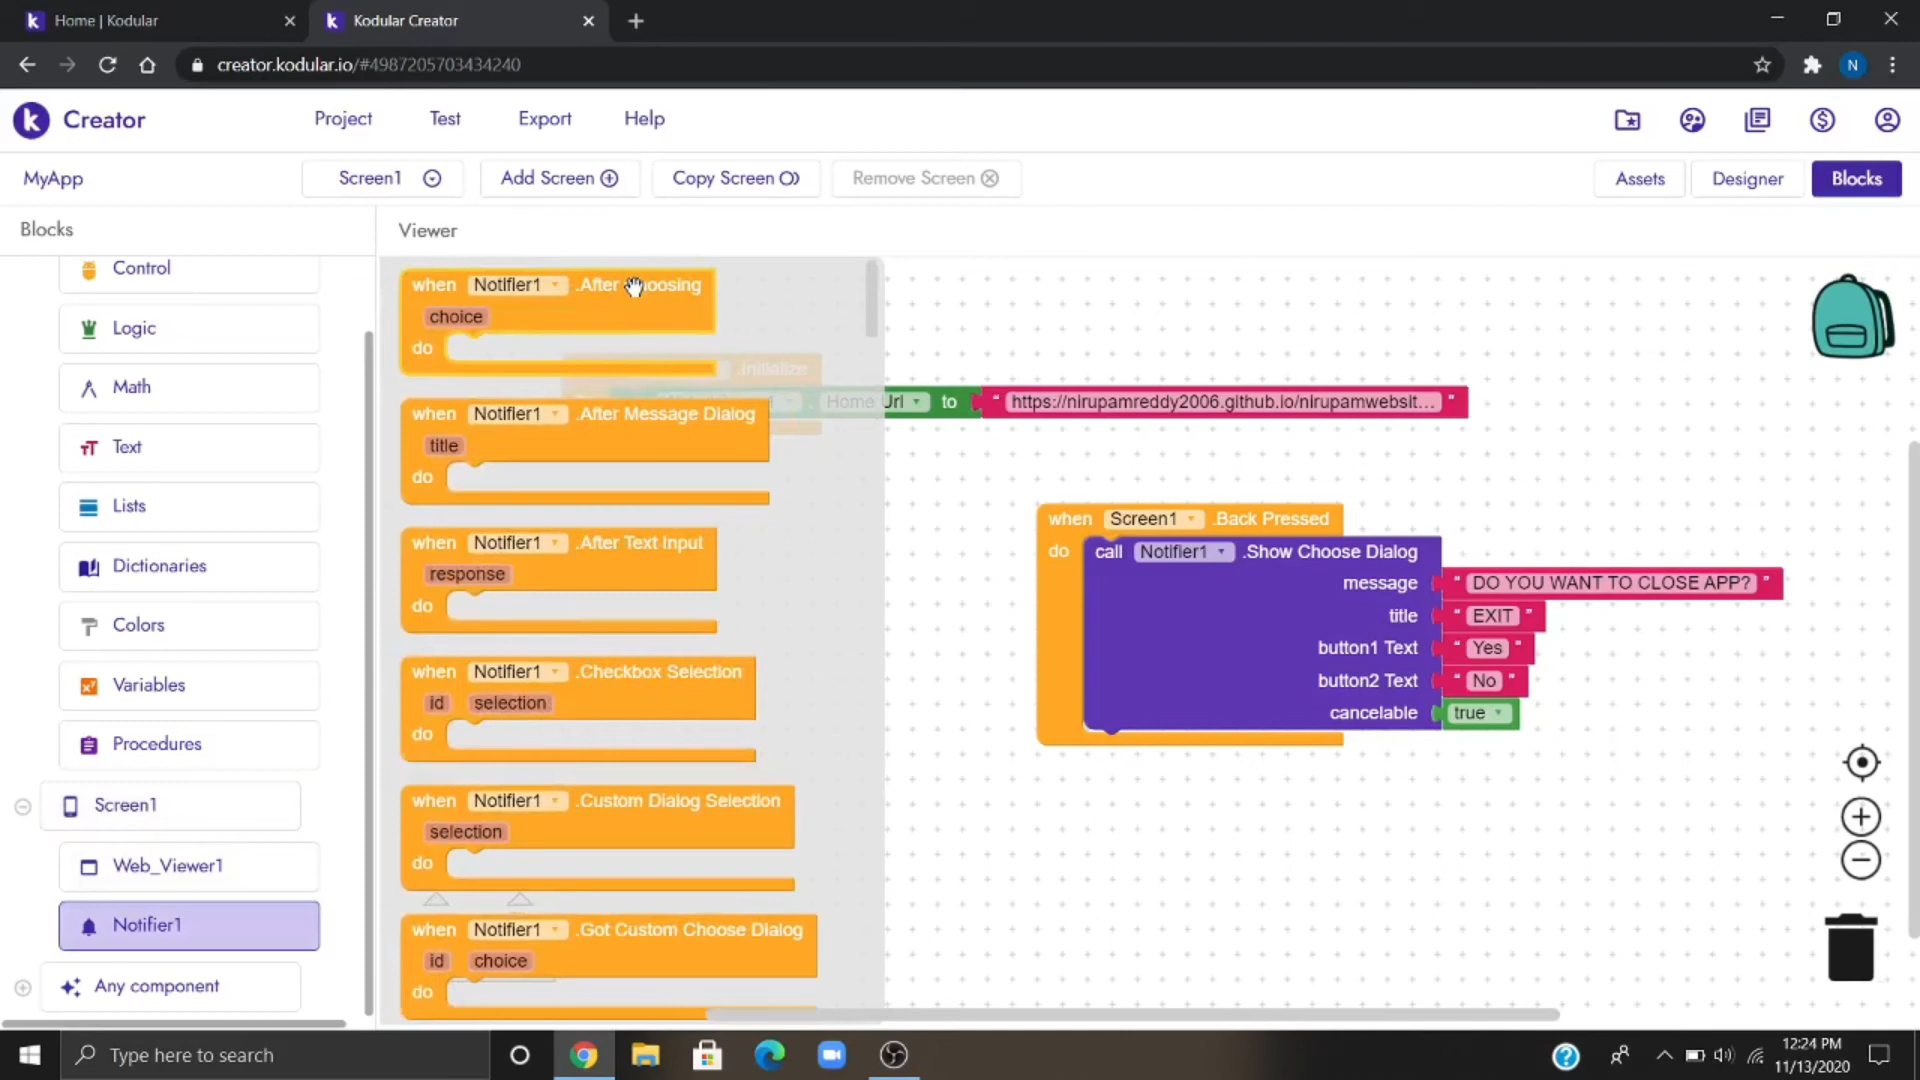 Home | Kodular
Kodular Creator
creator.kodular.io/#4987205703434240
N
k Creator Project Test Export Help
MyApp Screen1 Add Screen Copy Screen Remove Screen Assets Designer Blocks
Blocks Viewer
Control
Logic
Math
Text
Lists
Dictionaries
Colors
Variables
Procedures
Screen1
Web_Viewer1
Notifier1
Any component
when Notifier1 .After
choice
do
when Notifier1 .After Message Dialog
title
do
when Notifier1 .After Text Input
response
do
when Notifier1 .Checkbox Selection
id selection
do
when Notifier1 .Custom Dialog Selection
selection
do
when Notifier1 .Got Custom Choose Dialog
id choice
do
.Initialize
. Home Url to " https://nirupamreddy2006.github.io/nirupamwebsit... "
when Screen1 .Back Pressed
do call Notifier1 .Show Choose Dialog
message " DO YOU WANT TO CLOSE APP? "
title " EXIT "
button1 Text " Yes "
button2 Text " No "
cancelable true
Type here to search
12:24 PM
11/13/2020